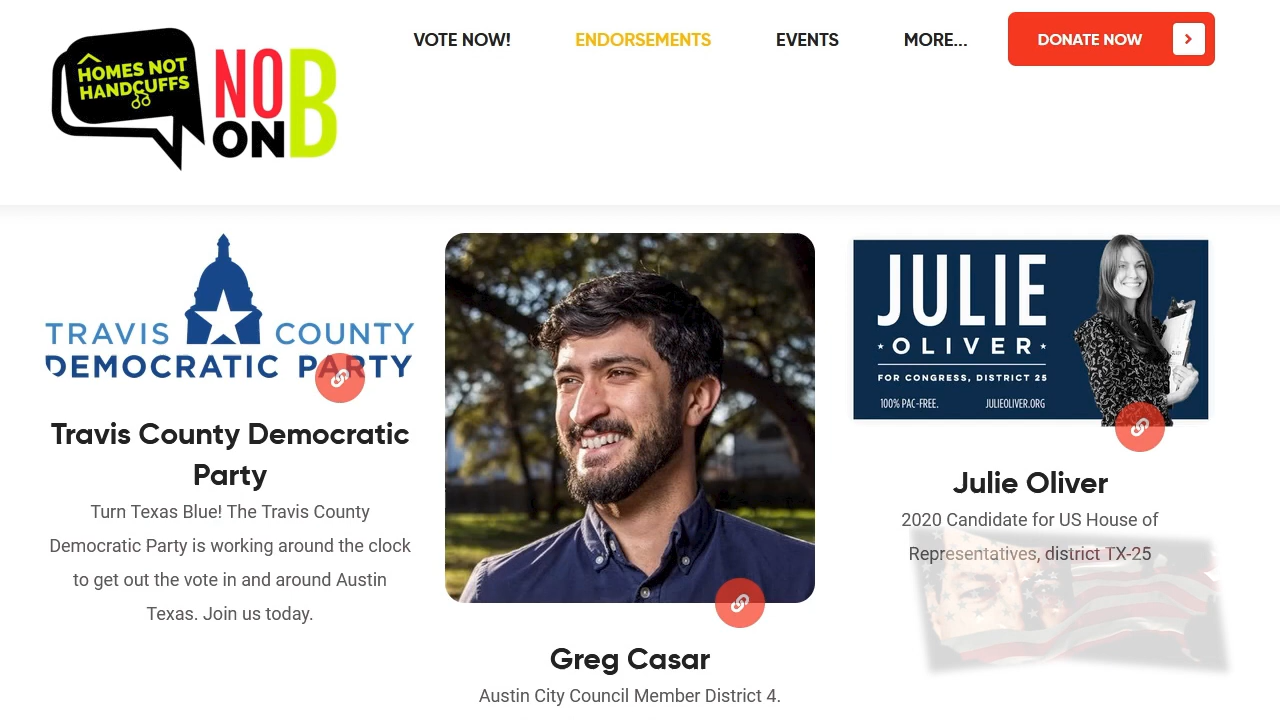 VOTE NOW!
ENDORSEMENTS
EVENTS
MORE...
DONATE NOW
HOMES NOT
HANDCUFFS
NO
ON
B
TRAVIS COUNTY
DEMOCRATIC PARTY
Travis County Democratic
Party
Turn Texas Blue! The Travis County
Democratic Party is working around the clock
to get out the vote in and around Austin
Texas. Join us today.
Greg Casar
Austin City Council Member District 4.
JULIE
OLIVER
FOR CONGRESS, DISTRICT 25
100% PAC-FREE. JULIEOLIVER.ORG
Julie Oliver
2020 Candidate for US House of
Representatives, district TX-25